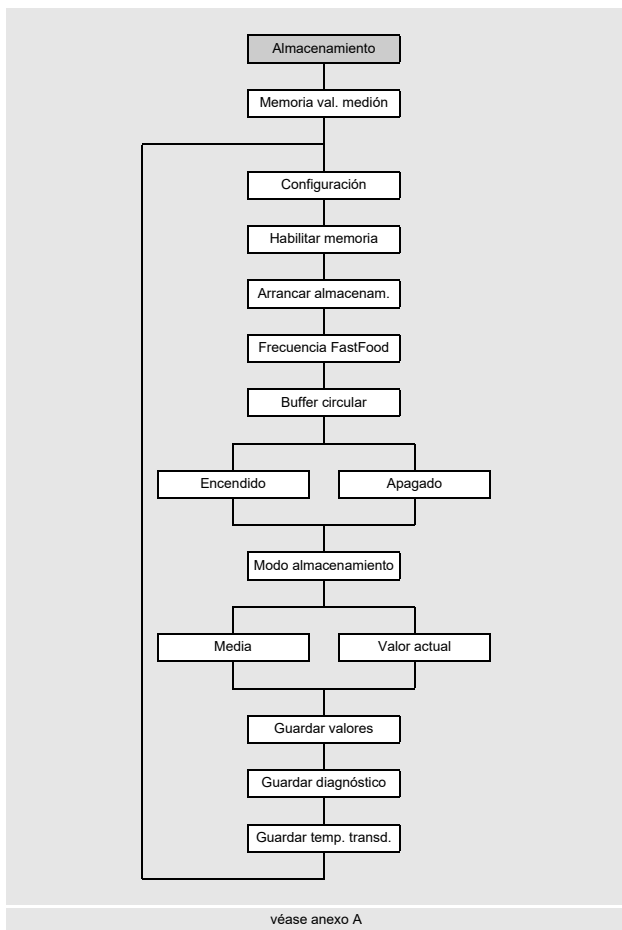 Almacenamiento
Memoria val. medión
Configuración
Habilitar memoria
Arrancar almacenam.
Frecuencia FastFood
Buffer circular
Encendido
Apagado
Modo almacenamiento
Media
Valor actual
Guardar valores
Guardar diagnóstico
Guardar temp. transd.
véase anexo A